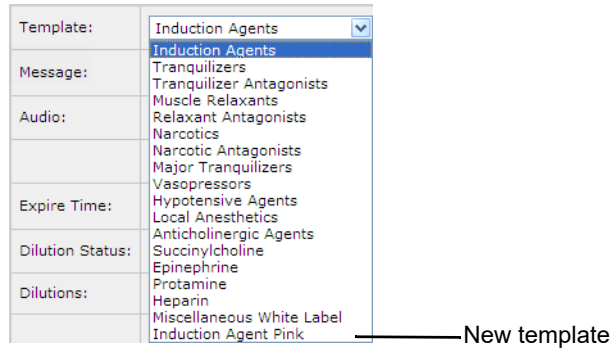 Template: Induction Agents
Induction Agents
Message: Tranquilizers
Tranquilizer Antagonists
Muscle Relaxants
Audio: Relaxant Antagonists
Narcotics
Narcotic Antagonists
Major Tranquilizers
Vasopressors
Expire Time: Hypotensive Agents
Local Anesthetics
Anticholinergic Agents
Dilution Status: Succinylcholine
Epinephrine
Dilutions: Protamine
Heparin
Miscellaneous White Label
Induction Agent Pink New template